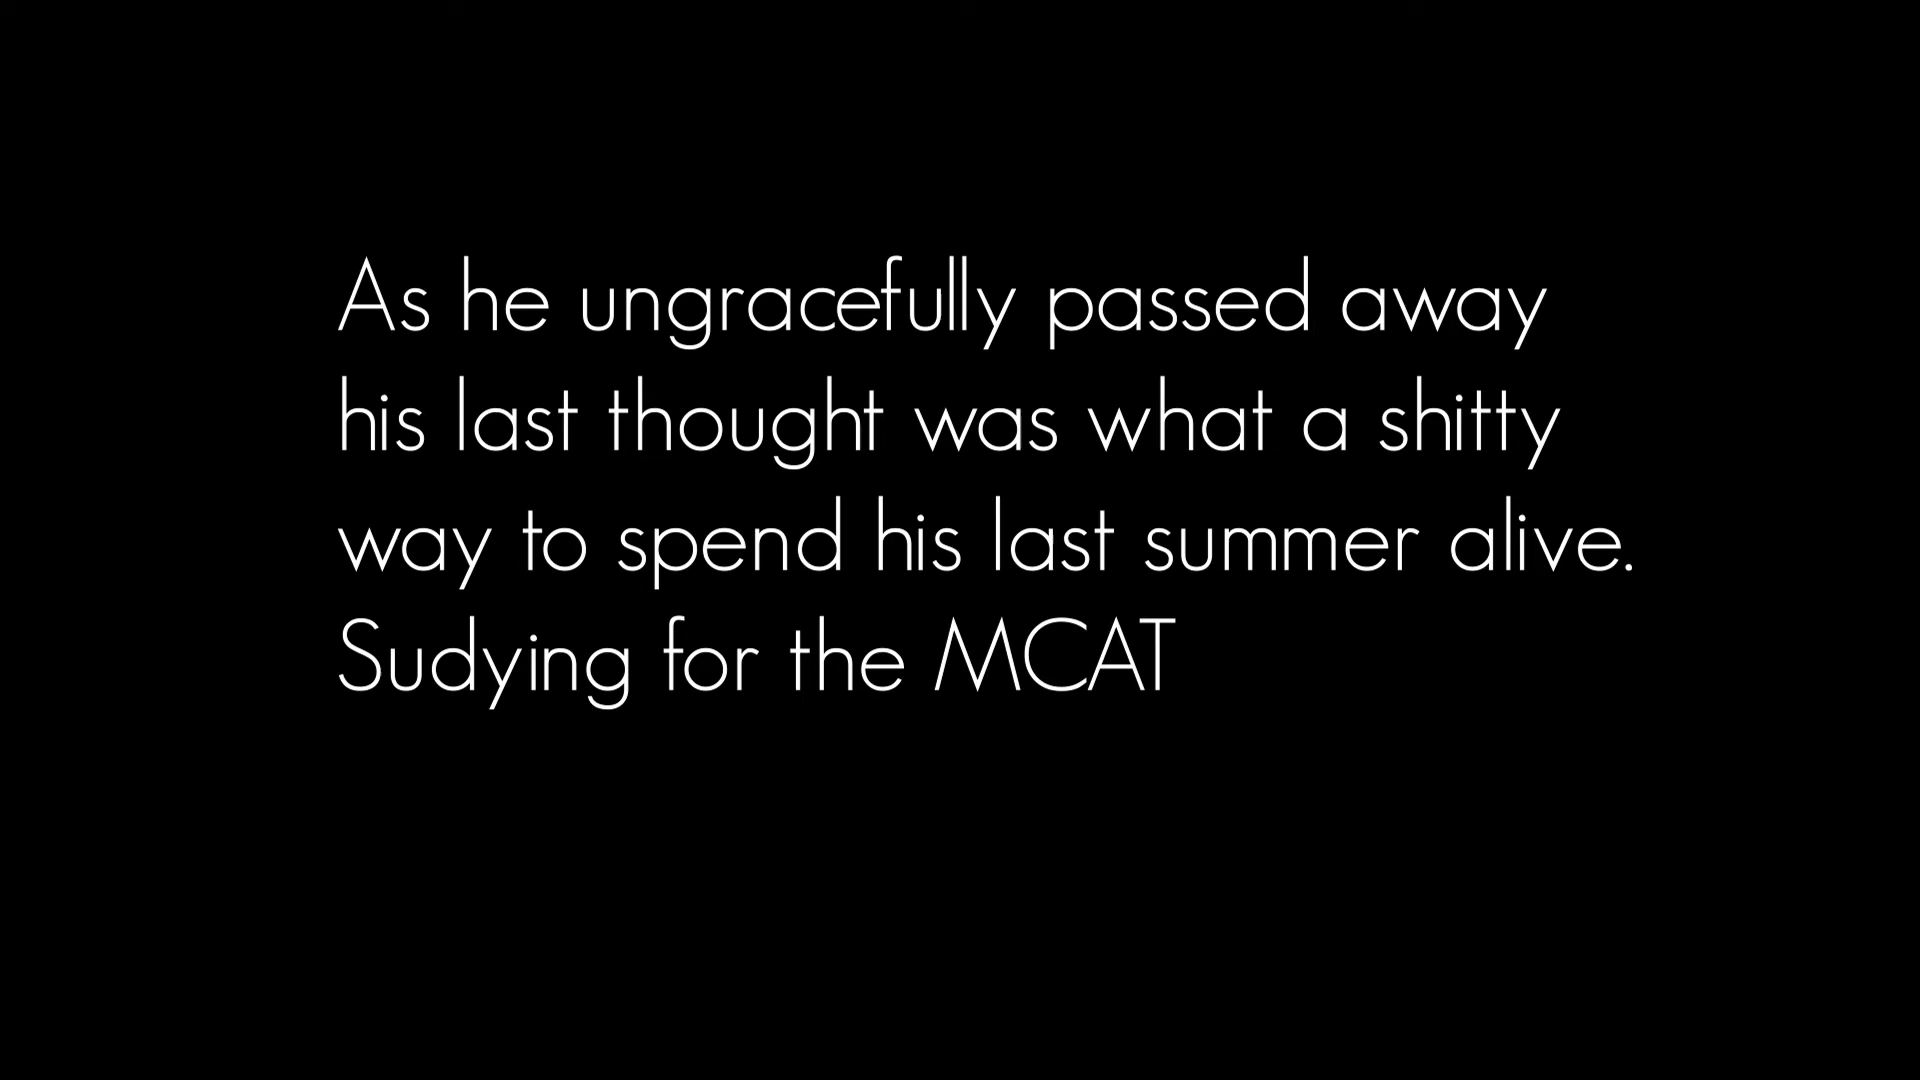 As he ungracefully passed away
his last thought was what a shitty
way to spend his last summer alive.
Sudying for the MCAT